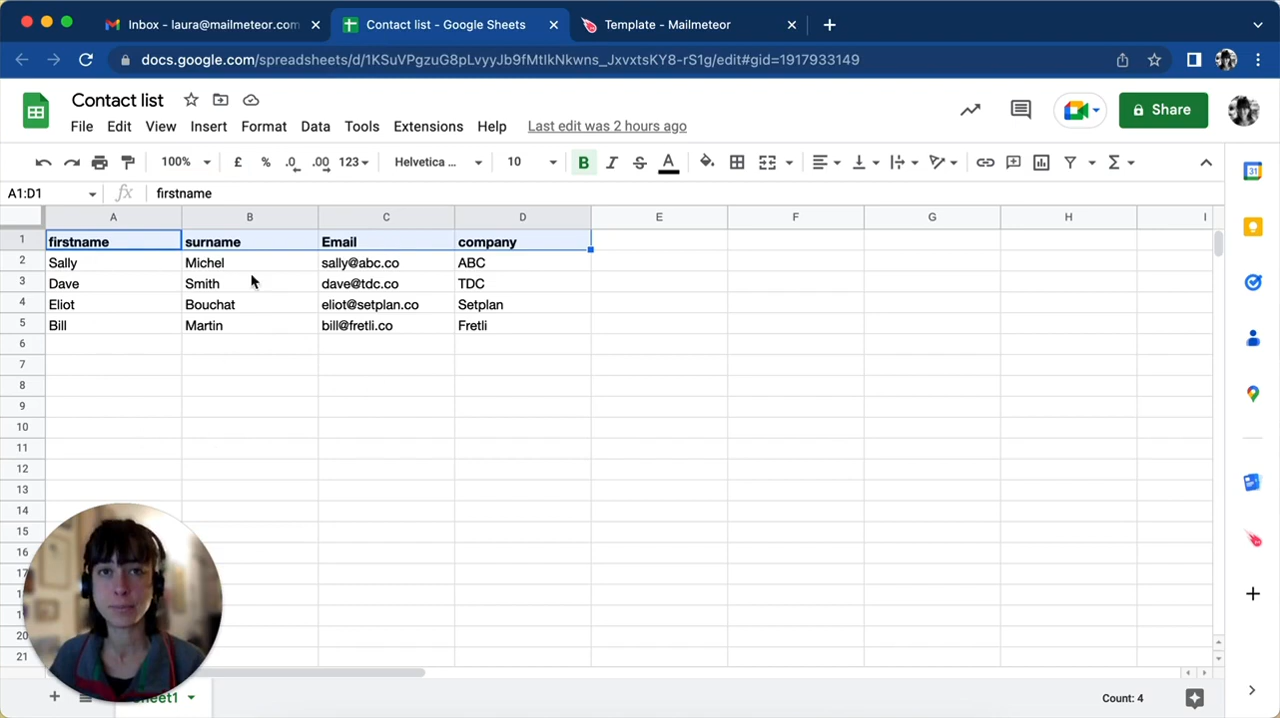 Inbox - laura@mailmeteor.com
Contact list - Google Sheets
Template - Mailmeteor
docs.google.com/spreadsheets/d/1KSuVPgzuG8pLvyyJb9fMtlkNkwns_JxvxtsKY8-rS1g/edit#gid=1917933149
Contact list
Share
File Edit View Insert Format Data Tools Extensions Help Last edit was 2 hours ago
100% £ % .0 .00 123 Helvetica ... 10 B I S A Σ
A1:D1 fx firstname
A B C D E F G H I
1 firstname surname Email company
2 Sally Michel sally@abc.co ABC
3 Dave Smith dave@tdc.co TDC
4 Eliot Bouchat eliot@setplan.co Setplan
5 Bill Martin bill@fretli.co Fretli
6
7
8
9
10
11
12
13
14
15
16
17
20
21
Count: 4
31